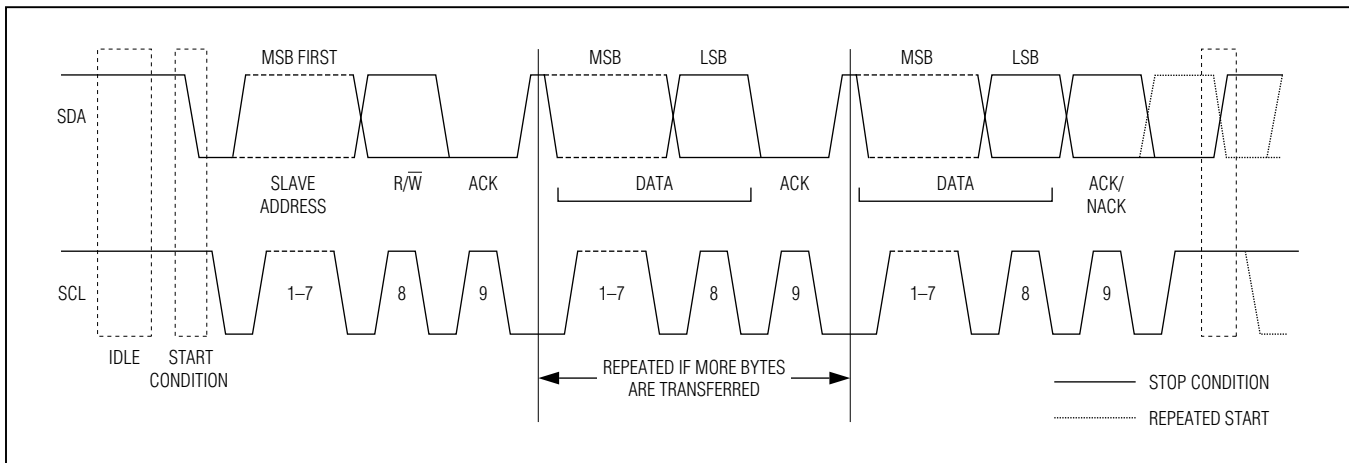 MSB FIRST
MSB
LSB
MSB
LSB
SDA
SLAVE
ADDRESS
R/W̅
ACK
DATA
ACK
DATA
ACK/
NACK
SCL
1–7
8
9
1–7
8
9
1–7
8
9
IDLE
START
CONDITION
REPEATED IF MORE BYTES
ARE TRANSFERRED
STOP CONDITION
REPEATED START